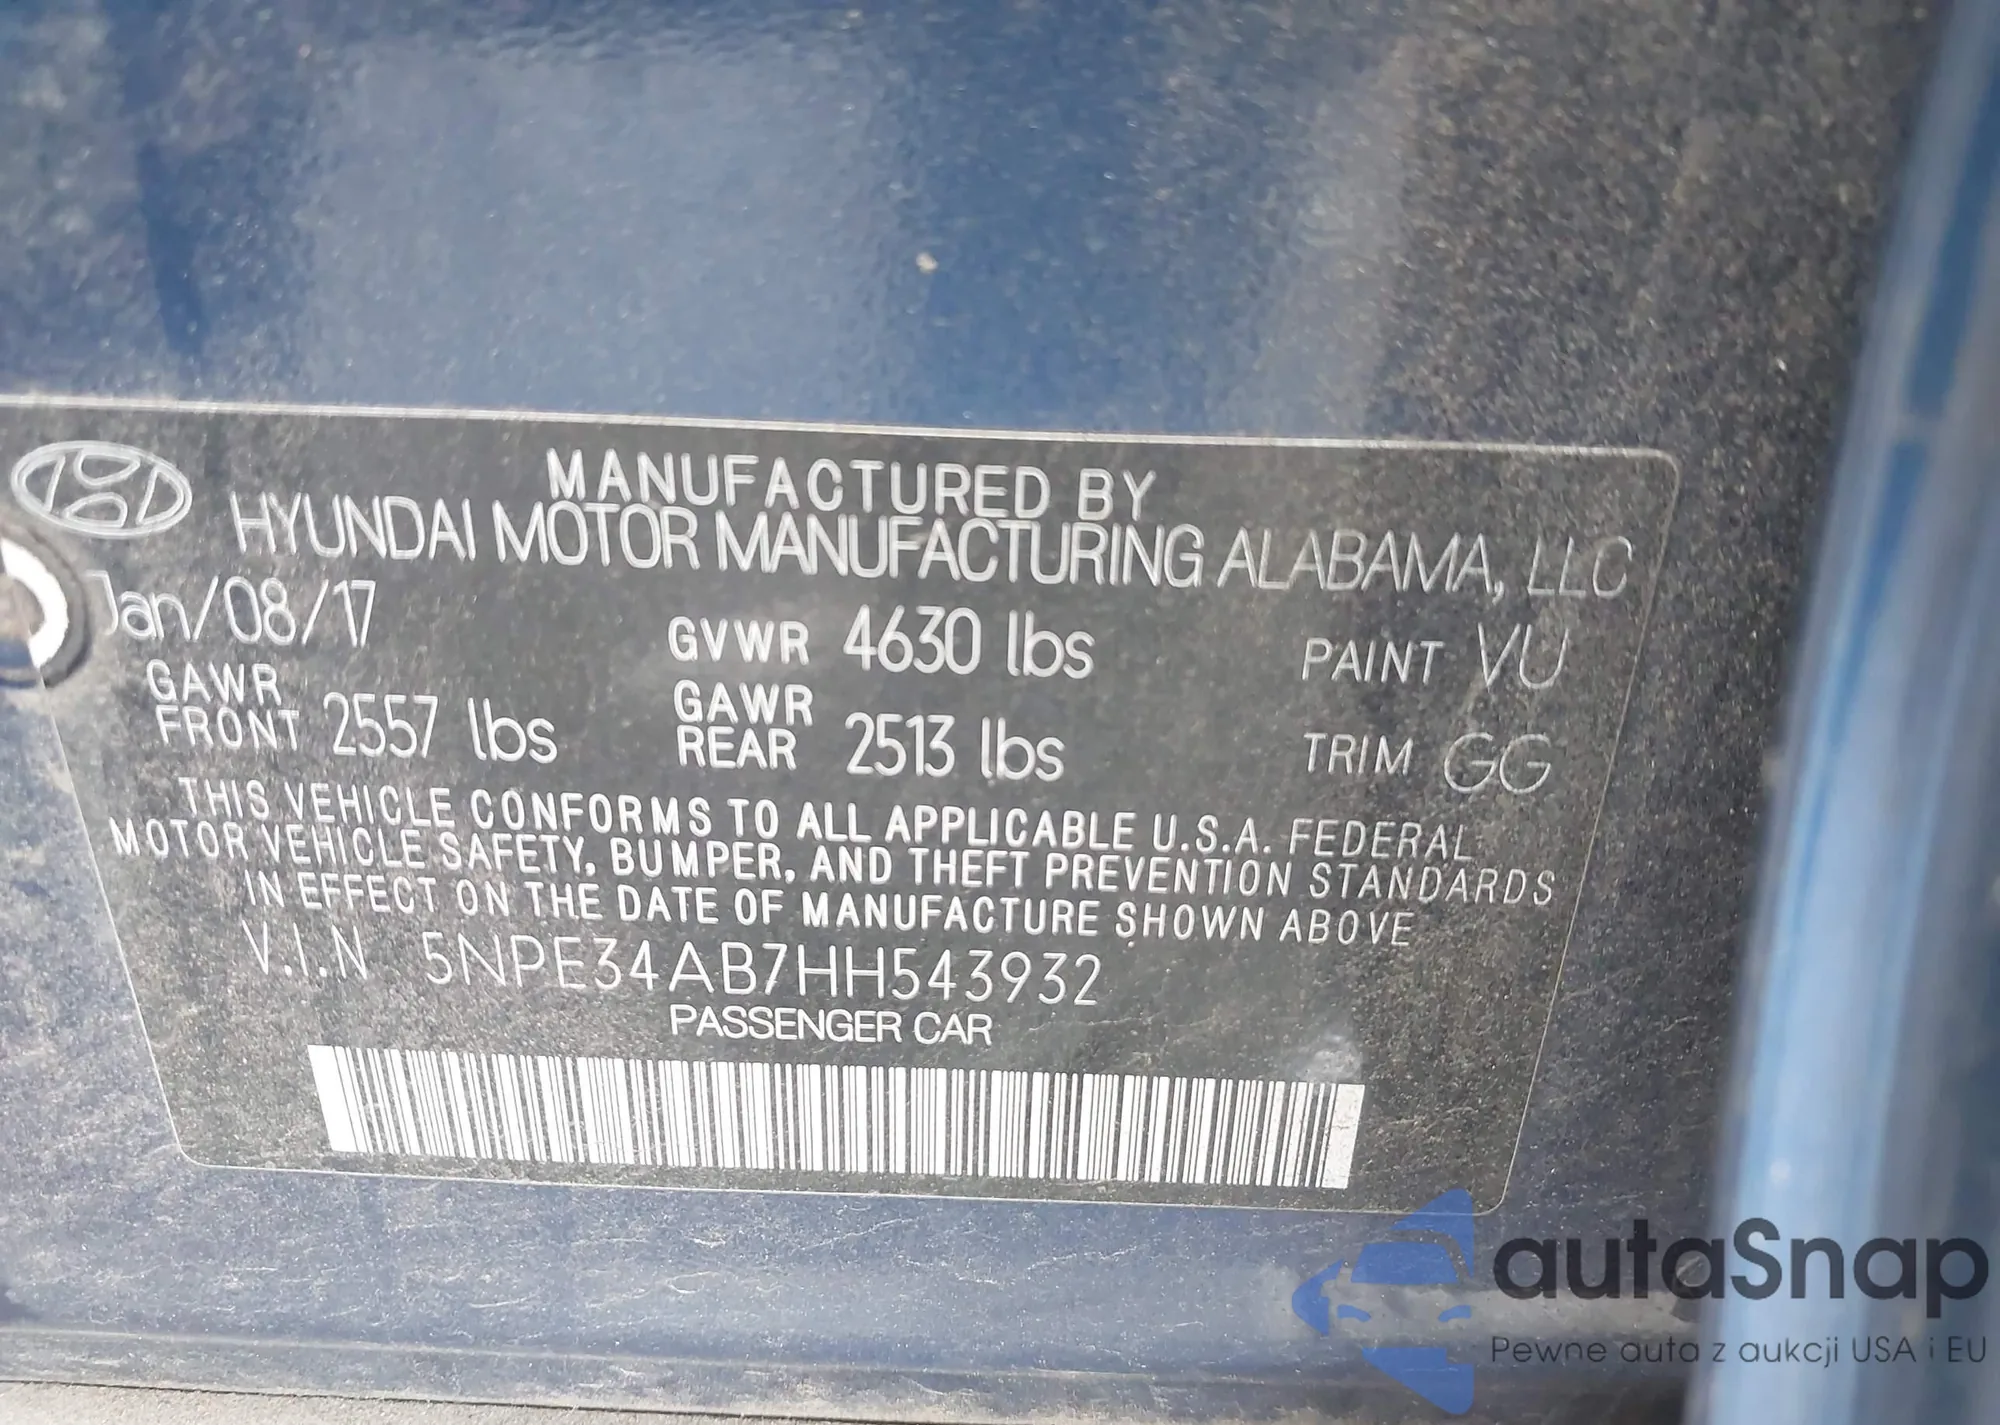 MANUFACTURED BY
HYUNDAI MOTOR MANUFACTURING ALABAMA, LLC
Jan/08/17
GVWR 4630 lbs
PAINT VU
GAWR FRONT 2557 lbs
GAWR REAR 2513 lbs
TRIM GG
THIS VEHICLE CONFORMS TO ALL APPLICABLE U.S.A. FEDERAL
MOTOR VEHICLE SAFETY, BUMPER, AND THEFT PREVENTION STANDARDS
IN EFFECT ON THE DATE OF MANUFACTURE SHOWN ABOVE
V.I.N 5NPE34AB7HH543932
PASSENGER CAR
autaSnap
Pewne auta z aukcji USA i EU